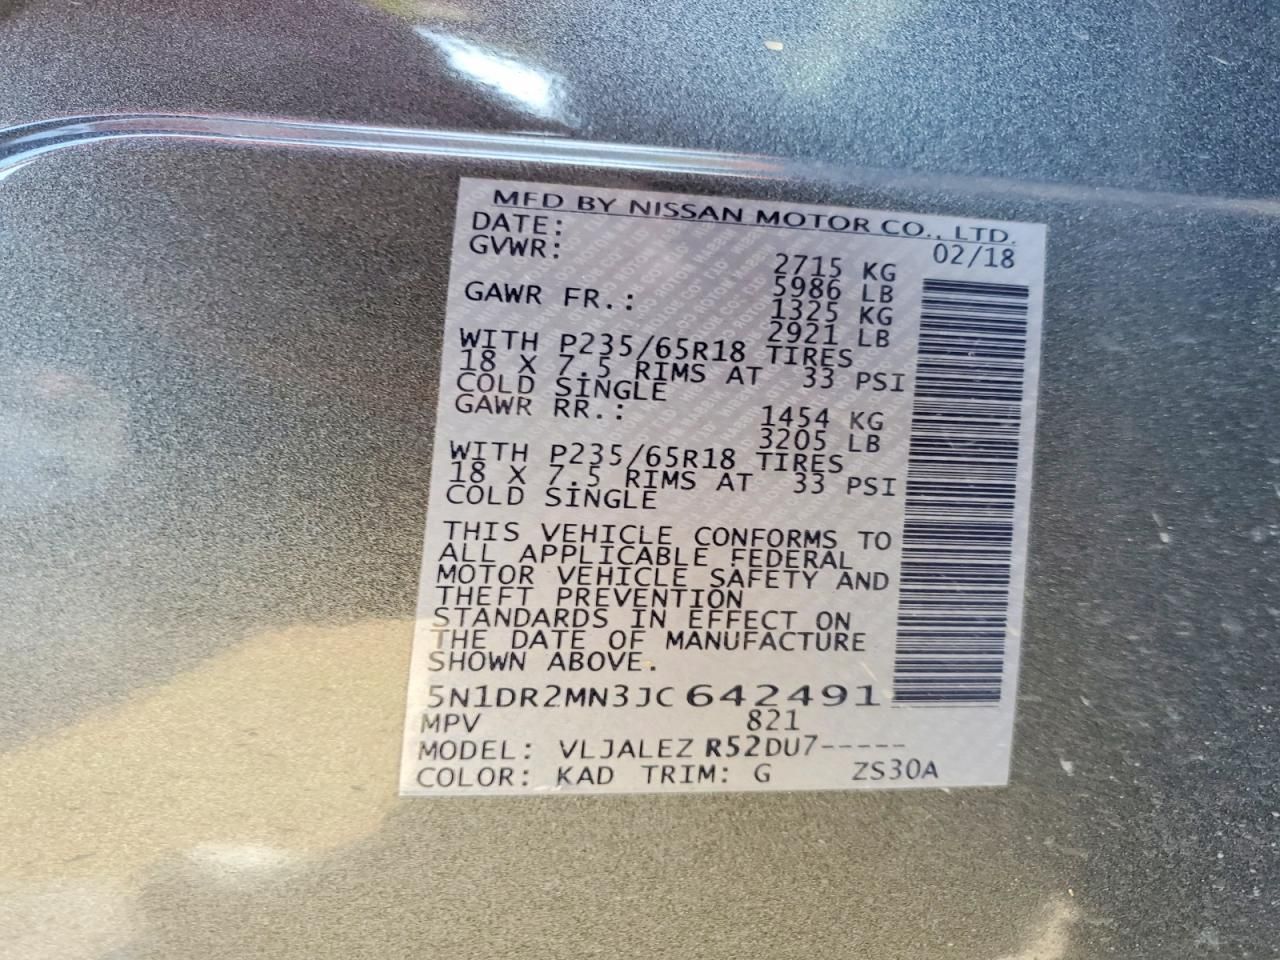 MFD BY NISSAN MOTOR CO., LTD.
DATE: 02/18
GVWR: 2715 KG
5986 LB
GAWR FR.: 1325 KG
2921 LB
WITH P235/65R18 TIRES
18 X 7.5 RIMS AT 33 PSI
COLD SINGLE
GAWR RR.: 1454 KG
3205 LB
WITH P235/65R18 TIRES
18 X 7.5 RIMS AT 33 PSI
COLD SINGLE
THIS VEHICLE CONFORMS TO
ALL APPLICABLE FEDERAL
MOTOR VEHICLE SAFETY AND
THEFT PREVENTION
STANDARDS IN EFFECT ON
THE DATE OF MANUFACTURE
SHOWN ABOVE.
5N1DR2MN3JC642491
MPV 821
MODEL: VLJALEZ R52DU7-----
COLOR: KAD TRIM: G ZS30A